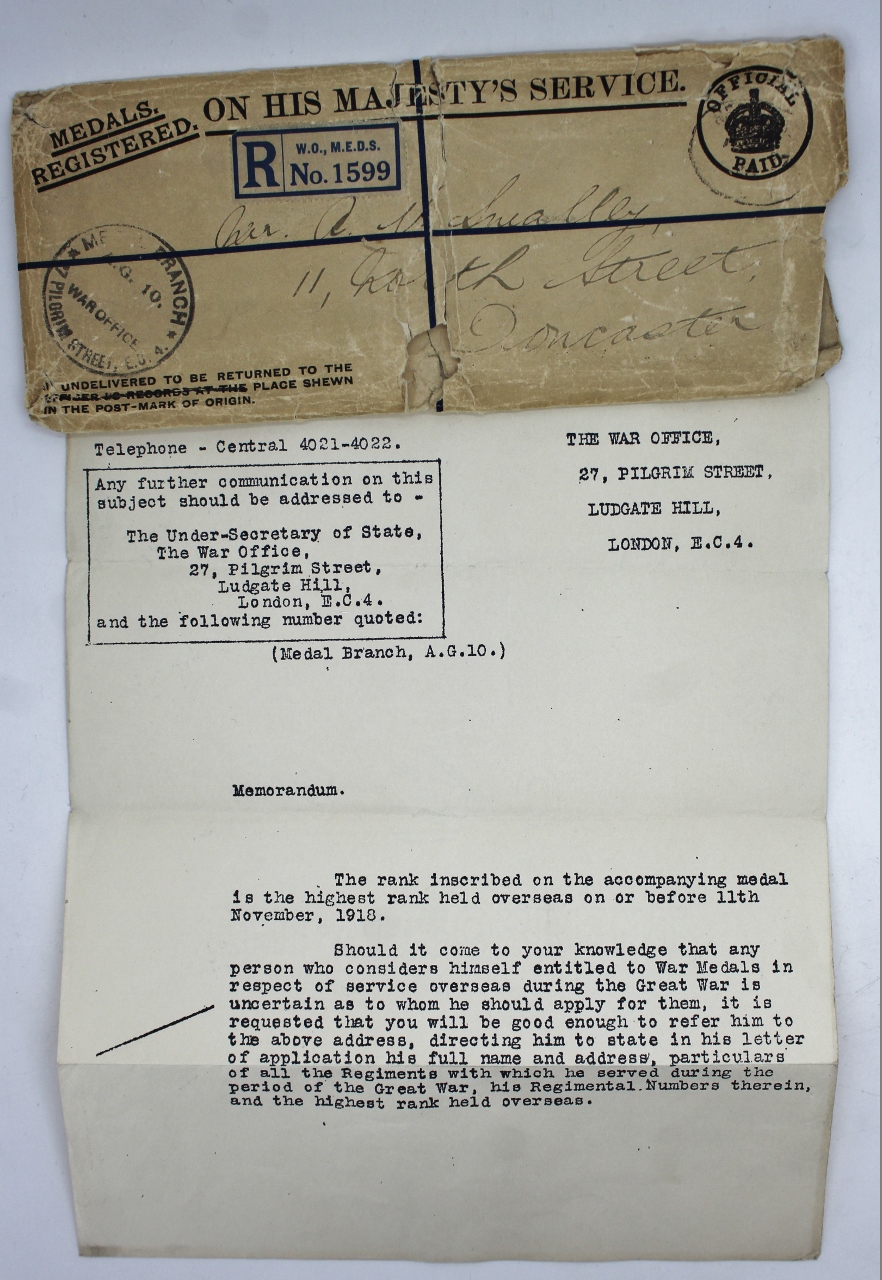 MEDALS.
REGISTERED.
ON HIS MAJESTY'S SERVICE.
OFFICIAL
PAID.
R
W.O., M.E.D.S.
No. 1599
11, North Street,
Doncaster
BRANCH *
A.G. 10.
WAR OFFICE
27 PILGRIM STREET, E.C.4.
IF UNDELIVERED TO BE RETURNED TO THE
OFFICER I/C RECORDS AT THE PLACE SHEWN
IN THE POST-MARK OF ORIGIN.
Telephone - Central 4021-4022.
Any further communication on this
subject should be addressed to -
The Under-Secretary of State,
The War Office,
27, Pilgrim Street,
Ludgate Hill,
London, E.C.4.
and the following number quoted:
(Medal Branch, A.G.10.)
THE WAR OFFICE,
27, PILGRIM STREET,
LUDGATE HILL,
LONDON, E.C.4.
Memorandum.
The rank inscribed on the accompanying medal
is the highest rank held overseas on or before 11th
November, 1918.
Should it come to your knowledge that any
person who considers himself entitled to War Medals in
respect of service overseas during the Great War is
uncertain as to whom he should apply for them, it is
requested that you will be good enough to refer him to
the above address, directing him to state in his letter
of application his full name and address, particulars
of all the Regiments with which he served during the
period of the Great War, his Regimental Numbers therein,
and the highest rank held overseas.